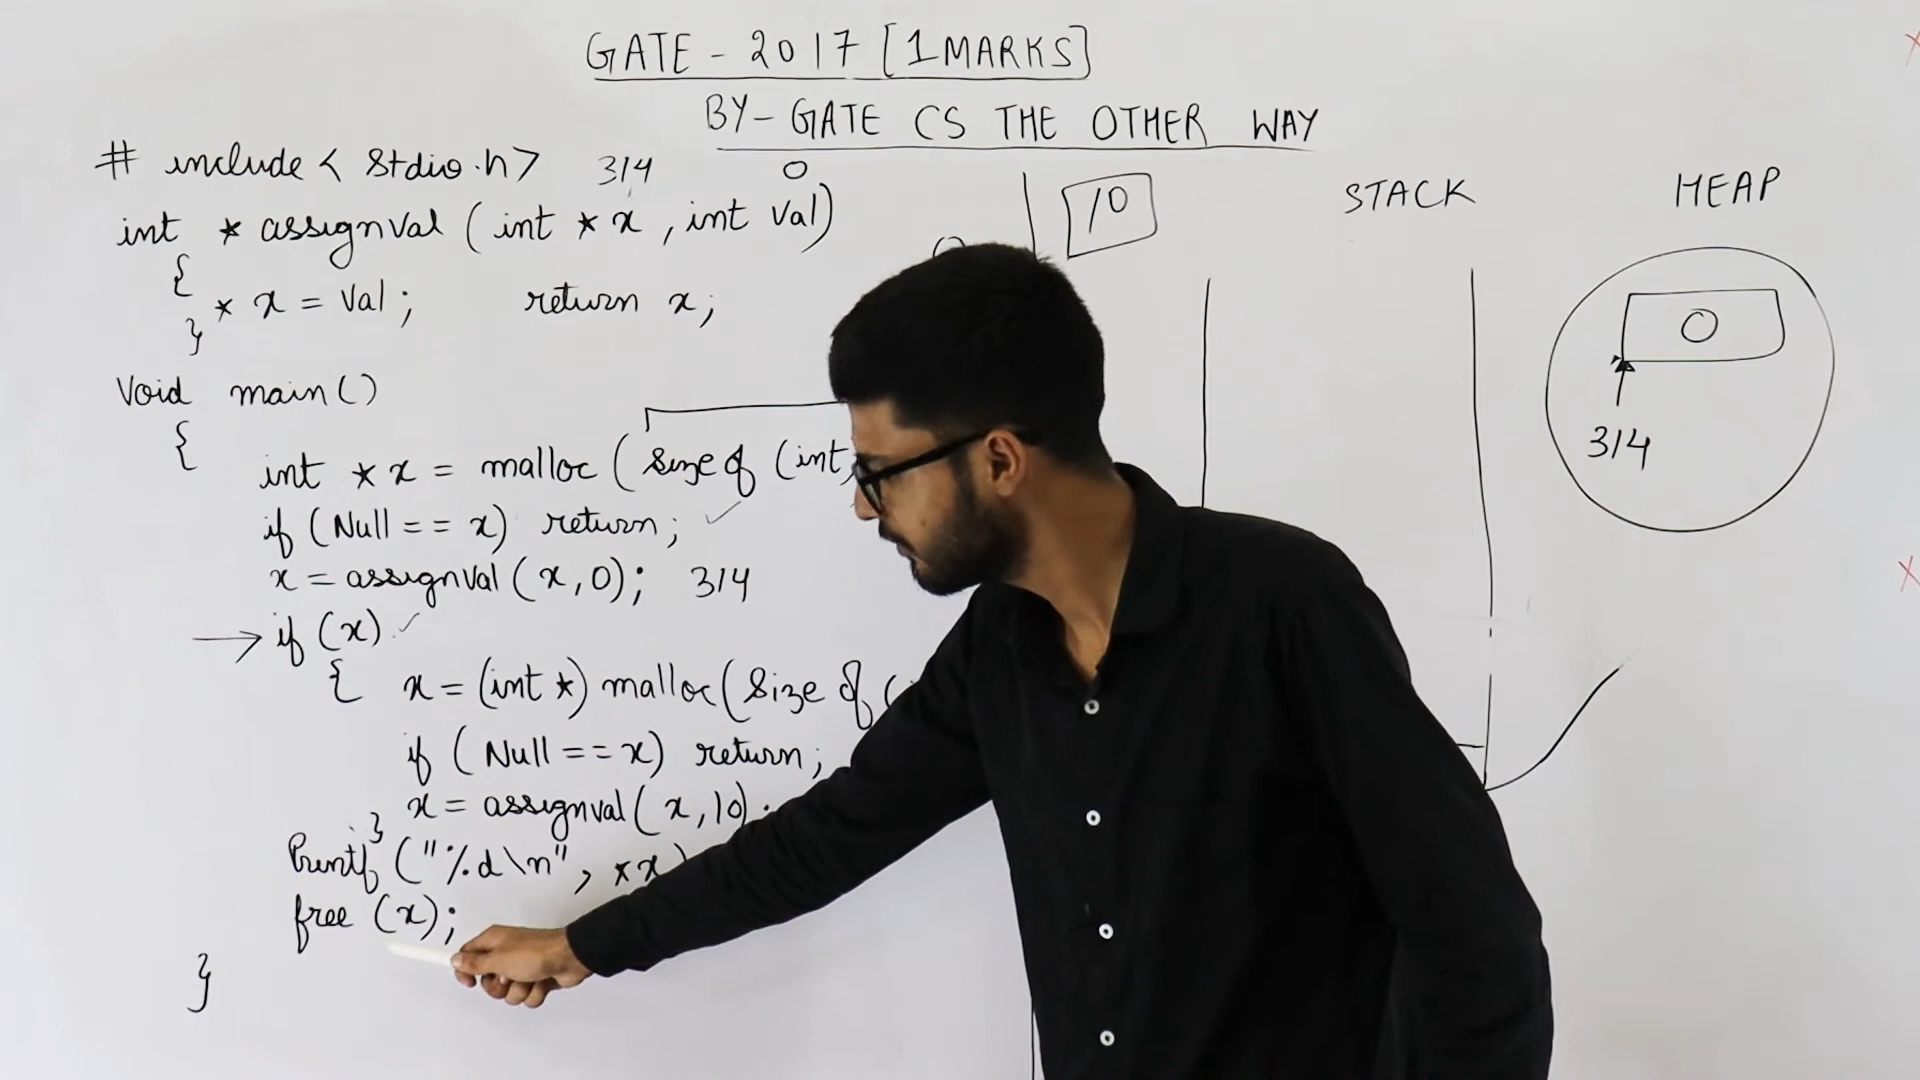 GATE - 2017 [1 MARKS]
BY - GATE CS THE OTHER WAY
# include < stdio.h> 314 0
int * assignval ( int * x , int val)
{
* x = val ; return x ;
}
void main ( )
{
int * x = malloc ( size of (int)
if ( Null = = x ) return ;
x = assignval ( x , 0 ) ; 314
→ if ( x )
{ x = (int *) malloc ( size of (
if ( Null = = x ) return ;
x = assignval ( x , 10 )
}
Printf ( "%d\n" , *x )
free ( x ) ;
}
10
STACK
HEAP
0
314